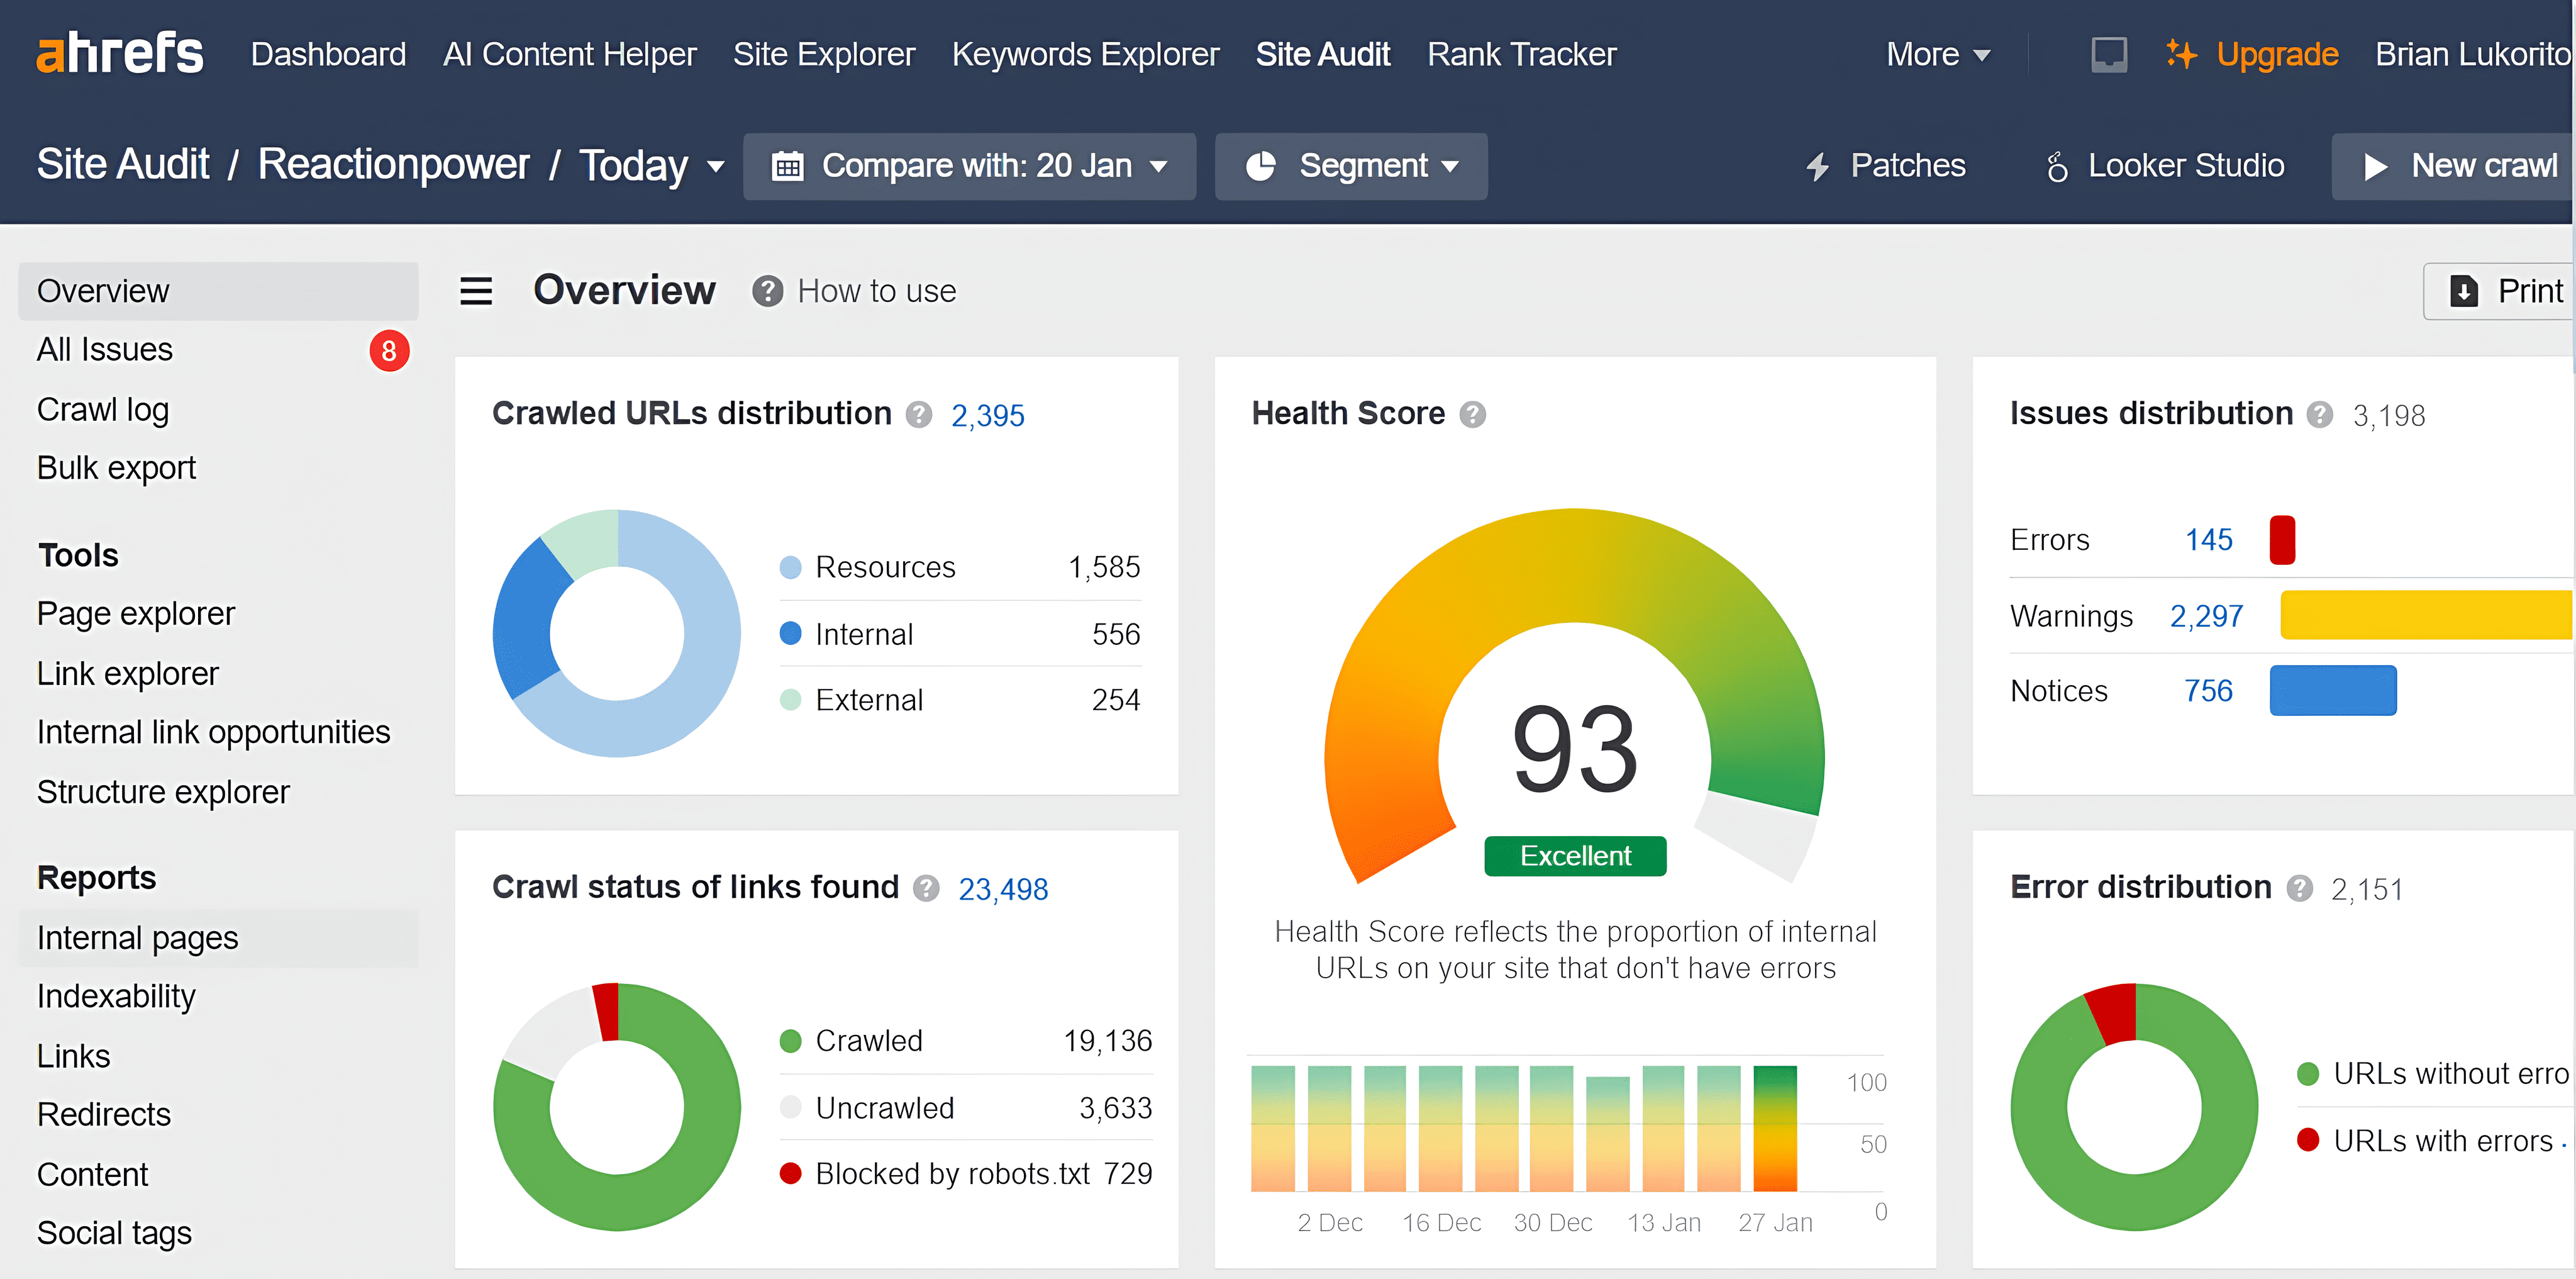 ahrefs Dashboard AI Content Helper Site Explorer Keywords Explorer Site Audit Rank Tracker More Upgrade Brian Lukorito
Site Audit / Reactionpower / Today Compare with: 20 Jan Segment Patches Looker Studio New crawl
Overview
All Issues 8
Crawl log
Bulk export
Tools
Page explorer
Link explorer
Internal link opportunities
Structure explorer
Reports
Internal pages
Indexability
Links
Redirects
Content
Social tags
Overview ? How to use
Print
Crawled URLs distribution ? 2,395
Resources 1,585
Internal 556
External 254
Crawl status of links found ? 23,498
Crawled 19,136
Uncrawled 3,633
Blocked by robots.txt 729
Health Score ?
93
Excellent
Health Score reflects the proportion of internal
URLs on your site that don't have errors
100
50
0
2 Dec 16 Dec 30 Dec 13 Jan 27 Jan
Issues distribution ? 3,198
Errors 145
Warnings 2,297
Notices 756
Error distribution ? 2,151
URLs without erro
URLs with errors